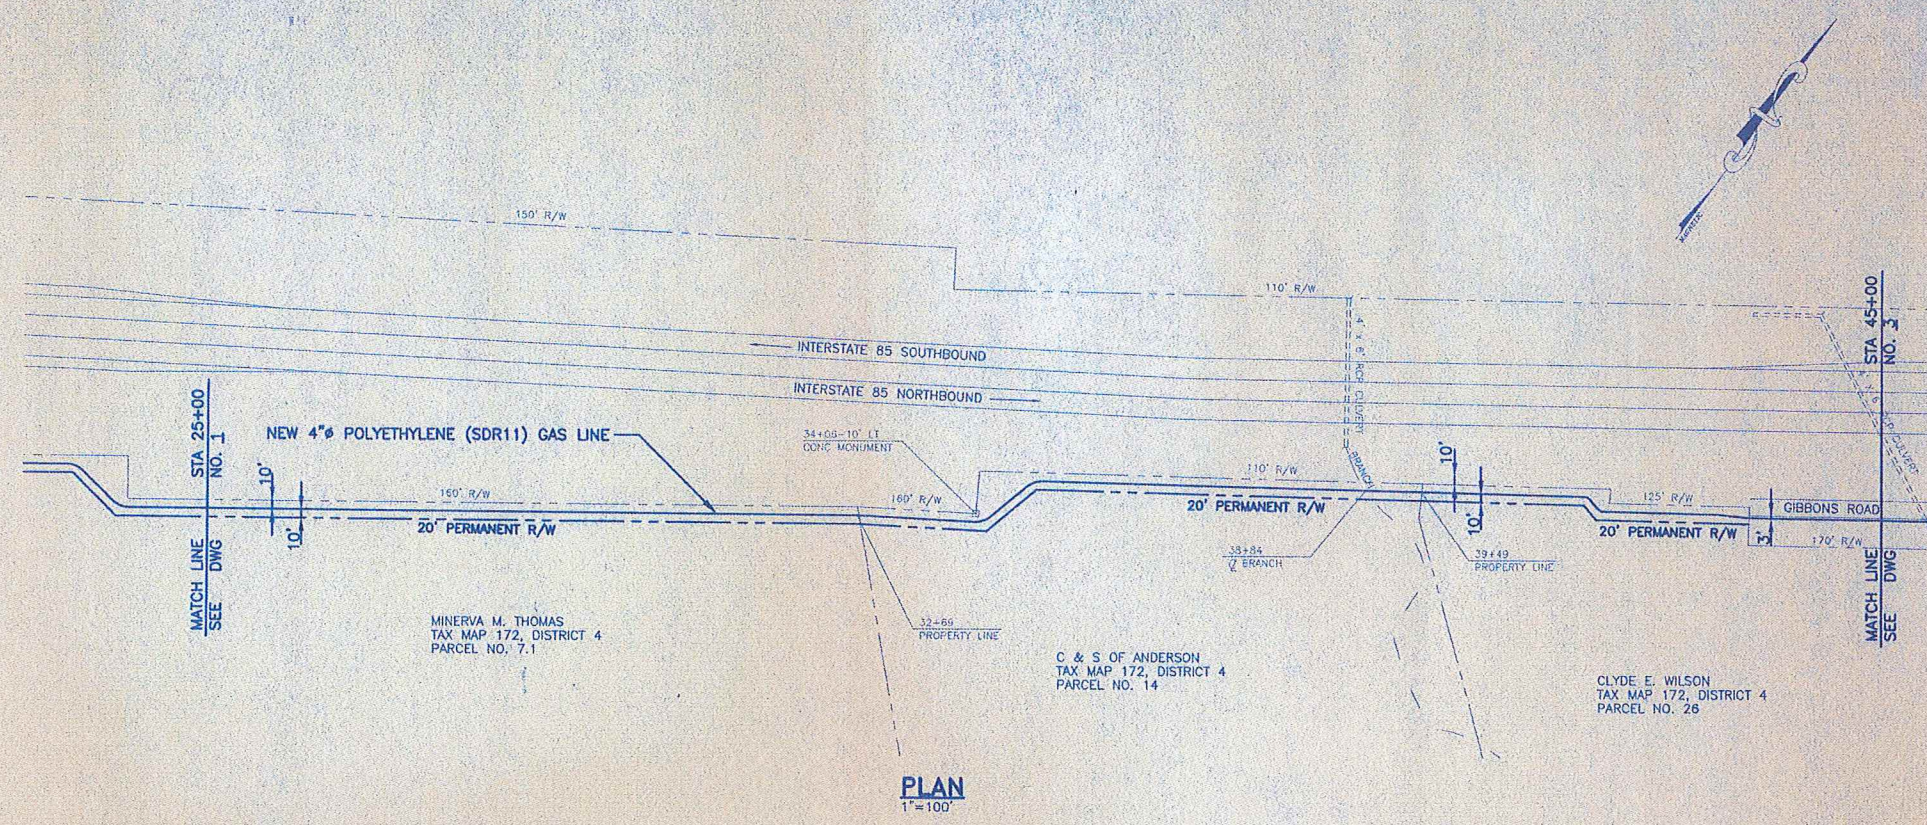 MAGNETIC
150' R/W
110' R/W
INTERSTATE 85 SOUTHBOUND
INTERSTATE 85 NORTHBOUND
4' x 6' RCP CULVERT
BRANCH
MATCH LINE STA 25+00
SEE DWG NO. 1
NEW 4"ø POLYETHYLENE (SDR11) GAS LINE
34+06-10' LT
CONC MONUMENT
10'
10'
160' R/W
160' R/W
20' PERMANENT R/W
110' R/W
20' PERMANENT R/W
10'
10'
125' R/W
20' PERMANENT R/W
GIBBONS ROAD
3'
170' R/W
MATCH LINE STA 45+00
SEE DWG NO. 3
CULVERT
38+84
℄ BRANCH
39+49
PROPERTY LINE
32+69
PROPERTY LINE
MINERVA M. THOMAS
TAX MAP 172, DISTRICT 4
PARCEL NO. 7.1
C & S OF ANDERSON
TAX MAP 172, DISTRICT 4
PARCEL NO. 14
CLYDE E. WILSON
TAX MAP 172, DISTRICT 4
PARCEL NO. 26
PLAN
1"=100'